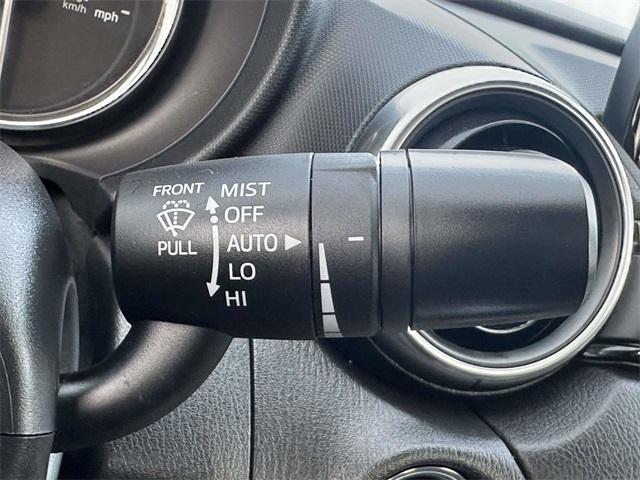 km/h mph
FRONT MIST
OFF
PULL AUTO
LO
HI